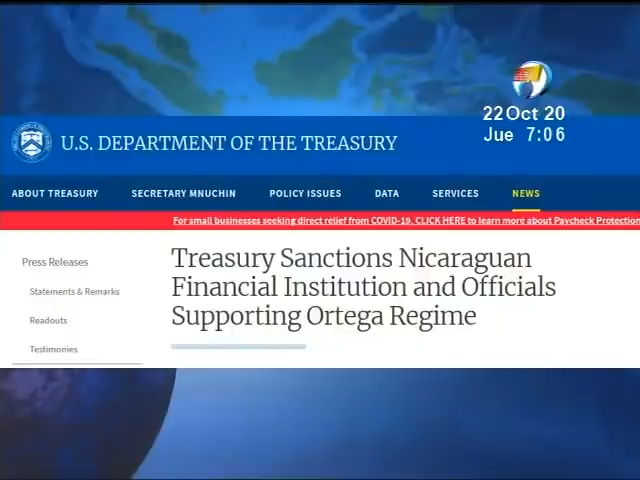 22 Oct 20
Jue 7:06
U.S. DEPARTMENT OF THE TREASURY
ABOUT TREASURY SECRETARY MNUCHIN POLICY ISSUES DATA SERVICES NEWS
For small businesses seeking direct relief from COVID-19, CLICK HERE to learn more about Paycheck Protection
Press Releases
Statements & Remarks
Readouts
Testimonies
Treasury Sanctions Nicaraguan
Financial Institution and Officials
Supporting Ortega Regime